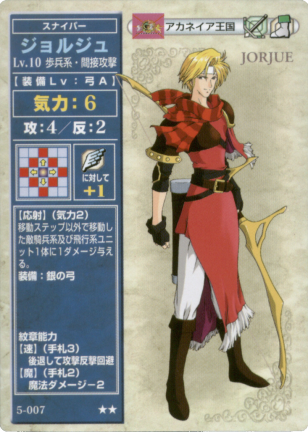 スナイパー
ジョルジュ
Lv.10 歩兵系・間接攻撃
【装備Lv：弓A】
気力：6
攻：4／反：2
に対して
+1
【応射】（気力2）
移動ステップ以外で移動し
た敵騎兵系及び飛行系ユニ
ット1体に1ダメージ与え
る。
装備：銀の弓
紋章能力
【速】（手札3）
後退して攻撃反撃回避
【魔】（手札2）
魔法ダメージ－2
5-007
★★
アカネイア王国
JORJUE